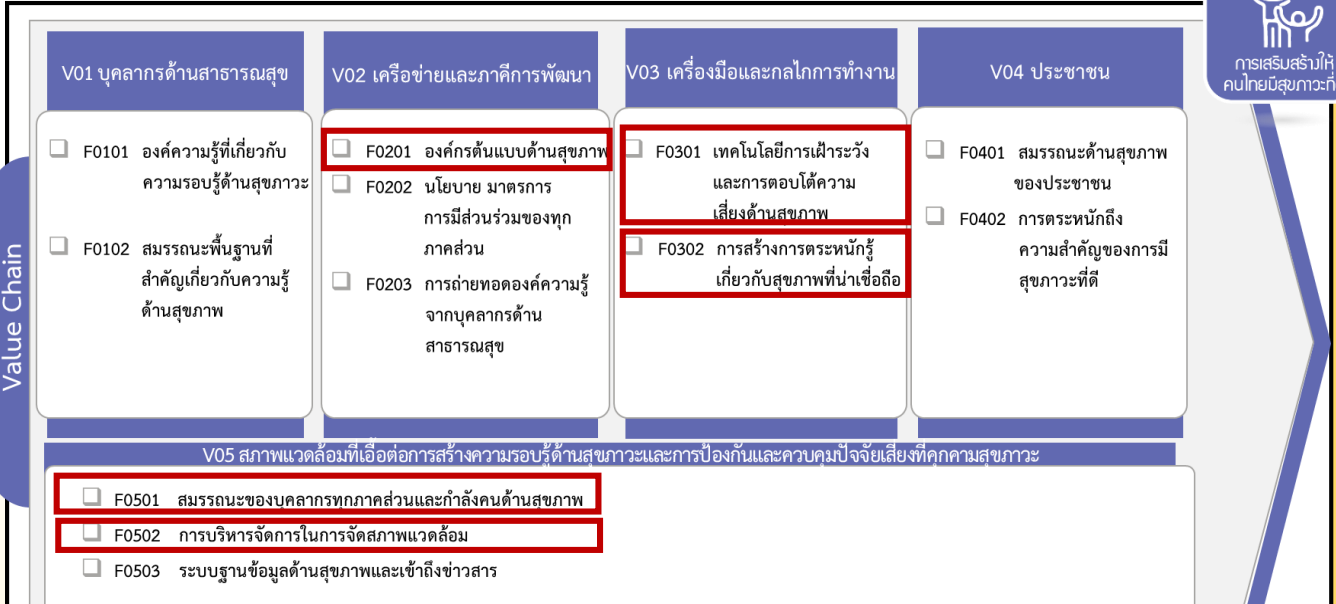 การเสริมสร้างให้
คนไทยมีสุขภาวะที่
V01 บุคลากรด้านสาธารณสุข
V02 เครือข่ายและภาคีการพัฒนา
V03 เครื่องมือและกลไกการทำงาน
V04 ประชาชน
Value Chain
F0101 องค์ความรู้ที่เกี่ยวกับ
ความรอบรู้ด้านสุขภาวะ
F0102 สมรรถนะพื้นฐานที่
สำคัญเกี่ยวกับความรู้
ด้านสุขภาพ
F0201 องค์กรต้นแบบด้านสุขภาพ
F0202 นโยบาย มาตรการ
การมีส่วนร่วมของทุก
ภาคส่วน
F0203 การถ่ายทอดองค์ความรู้
จากบุคลากรด้าน
สาธารณสุข
F0301 เทคโนโลยีการเฝ้าระวัง
และการตอบโต้ความ
เสี่ยงด้านสุขภาพ
F0302 การสร้างการตระหนักรู้
เกี่ยวกับสุขภาพที่น่าเชื่อถือ
F0401 สมรรถนะด้านสุขภาพ
ของประชาชน
F0402 การตระหนักถึง
ความสำคัญของการมี
สุขภาวะที่ดี
V05 สภาพแวดล้อมที่เอื้อต่อการสร้างความรอบรู้ด้านสุขภาวะและการป้องกันและควบคุมปัจจัยเสี่ยงที่คุกคามสุขภาวะ
F0501 สมรรถนะของบุคลากรทุกภาคส่วนและกำลังคนด้านสุขภาพ
F0502 การบริหารจัดการในการจัดสภาพแวดล้อม
F0503 ระบบฐานข้อมูลด้านสุขภาพและเข้าถึงข่าวสาร